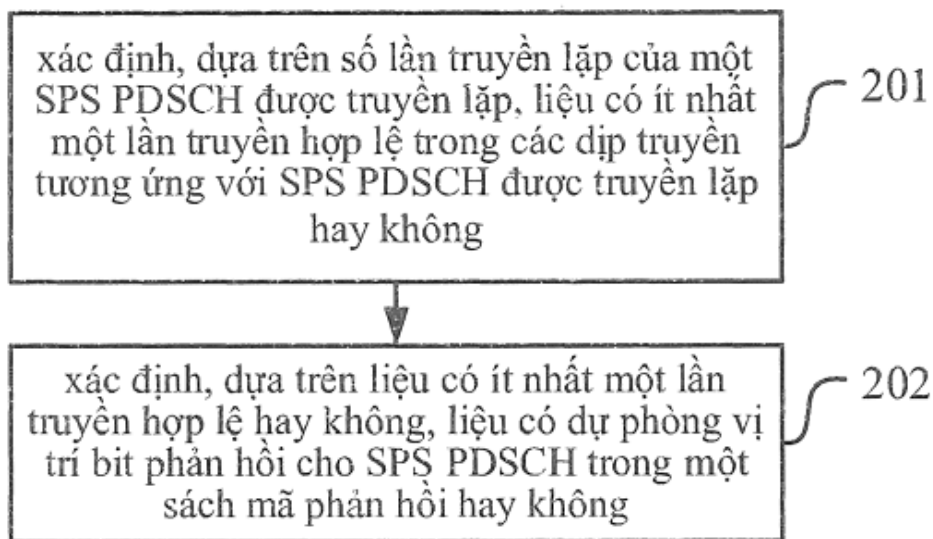 xác định, dựa trên số lần truyền lặp của một
SPS PDSCH được truyền lặp, liệu có ít nhất
một lần truyền hợp lệ trong các dịp truyền
tương ứng với SPS PDSCH được truyền lặp
hay không
201
xác định, dựa trên liệu có ít nhất một lần
truyền hợp lệ hay không, liệu có dự phòng vị
trí bit phản hồi cho SPS PDSCH trong một
sách mã phản hồi hay không
202